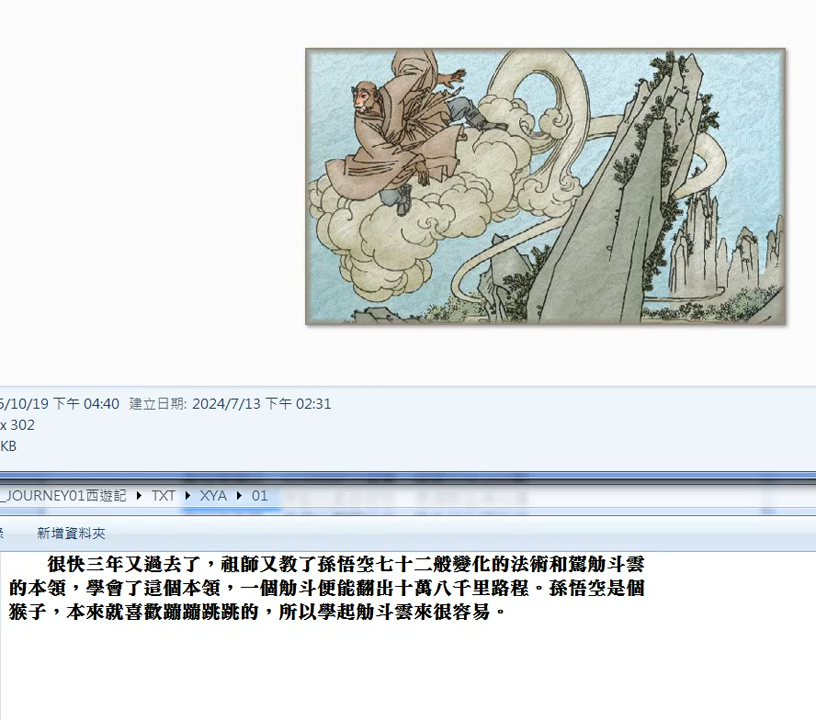 5/10/19 下午 04:40 建立日期: 2024/7/13 下午 02:31
x 302
KB
_JOURNEY01西遊記 ▶ TXT ▶ XYA ▶ 01
新增資料夾
很快三年又過去了，祖師又教了孫悟空七十二般變化的法術和駕觔斗雲
的本領，學會了這個本領，一個觔斗便能翻出十萬八千里路程。孫悟空是個
猴子，本來就喜歡蹦蹦跳跳的，所以學起觔斗雲來很容易。